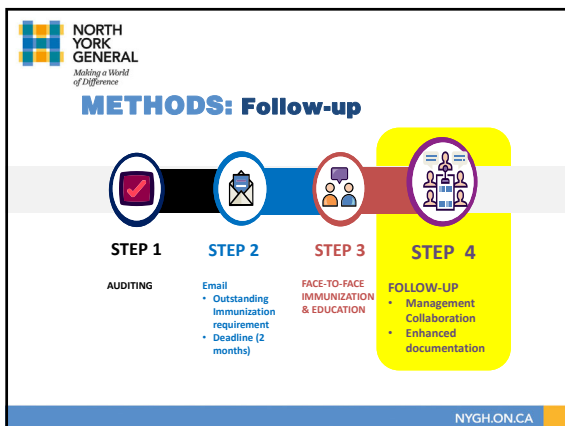 NORTH
YORK
GENERAL
Making a World
of Difference
METHODS: Follow-up
STEP 1
AUDITING
STEP 2
Email
• Outstanding
Immunization
requirement
• Deadline (2
months)
STEP 3
FACE-TO-FACE
IMMUNIZATION
& EDUCATION
STEP 4
FOLLOW-UP
• Management
Collaboration
• Enhanced
documentation
NYGH.ON.CA